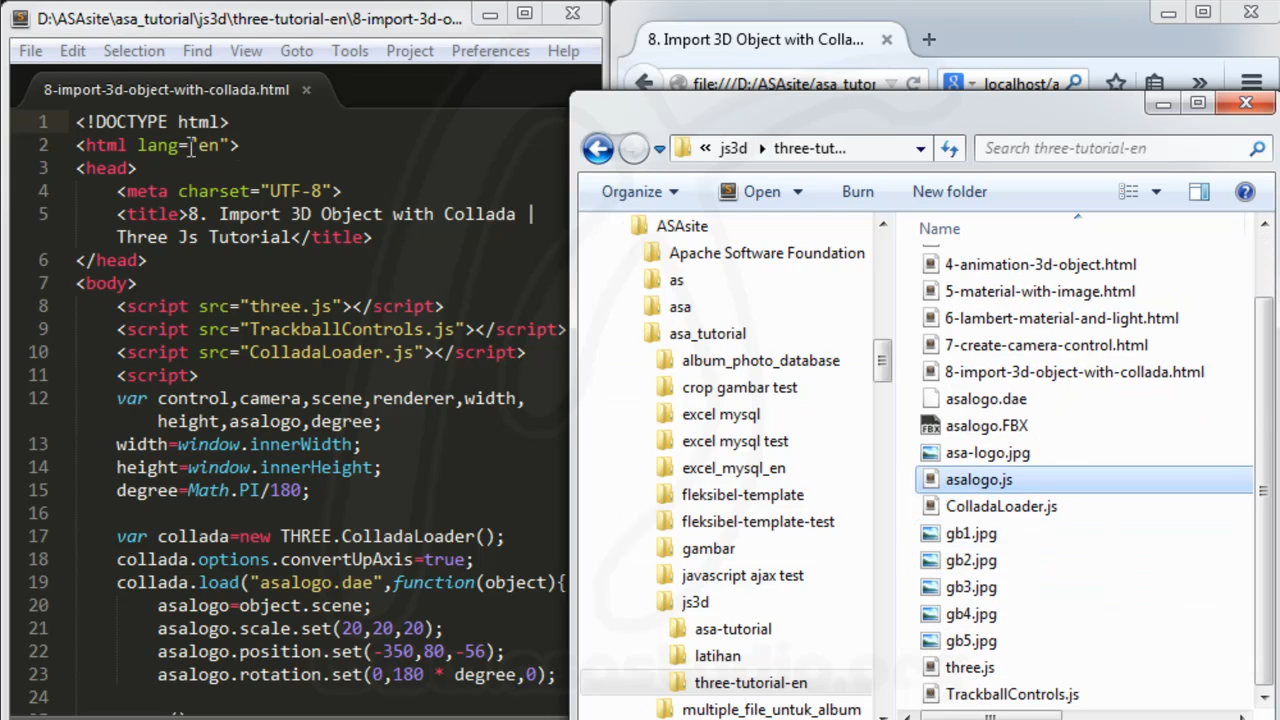 D:\ASAsite\asa_tutorial\js3d\three-tutorial-en\8-import-3d-o...
File Edit Selection Find View Goto Tools Project Preferences Help
8-import-3d-object-with-collada.html
1 <!DOCTYPE html>
2 <html lang="en">
3 <head>
4 <meta charset="UTF-8">
5 <title>8. Import 3D Object with Collada |
Three Js Tutorial</title>
6 </head>
7 <body>
8 <script src="three.js"></script>
9 <script src="TrackballControls.js"></script>
10 <script src="ColladaLoader.js"></script>
11 <script>
12 var control,camera,scene,renderer,width,
height,asalogo,degree;
13 width=window.innerWidth;
14 height=window.innerHeight;
15 degree=Math.PI/180;
16
17 var collada=new THREE.ColladaLoader();
18 collada.options.convertUpAxis=true;
19 collada.load("asalogo.dae",function(object){
20 asalogo=object.scene;
21 asalogo.scale.set(20,20,20);
22 asalogo.position.set(-350,80,-56);
23 asalogo.rotation.set(0,180 * degree,0);
24
8. Import 3D Object with Colla...
file:///D:/ASAsite/asa_tutor
localhost/a
js3d three-tut...
Search three-tutorial-en
Organize Open Burn New folder
ASAsite
Apache Software Foundation
as
asa
asa_tutorial
album_photo_database
crop gambar test
excel mysql
excel mysql test
excel_mysql_en
fleksibel-template
fleksibel-template-test
gambar
javascript ajax test
js3d
asa-tutorial
latihan
three-tutorial-en
multiple_file_untuk_album
Name
4-animation-3d-object.html
5-material-with-image.html
6-lambert-material-and-light.html
7-create-camera-control.html
8-import-3d-object-with-collada.html
asalogo.dae
FBX asalogo.FBX
asa-logo.jpg
asalogo.js
ColladaLoader.js
gb1.jpg
gb2.jpg
gb3.jpg
gb4.jpg
gb5.jpg
three.js
TrackballControls.js